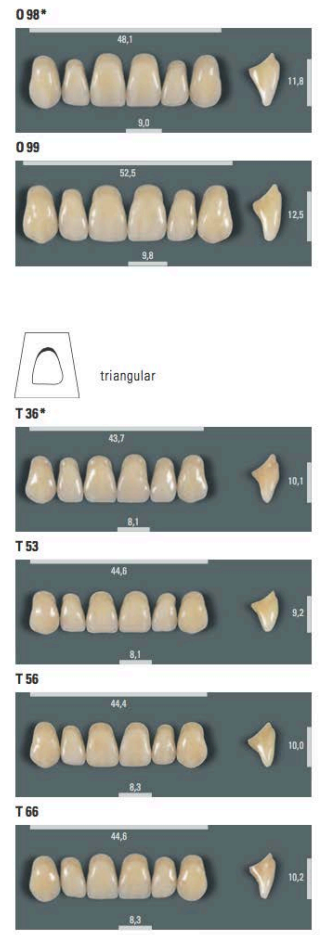 O 98*
48,1
11,8
9,0
O 99
52,5
12,5
9,8
triangular
T 36*
43,7
10,1
8,1
T 53
44,6
9,2
8,1
T 56
44,4
10,0
8,3
T 66
44,6
10,2
8,3